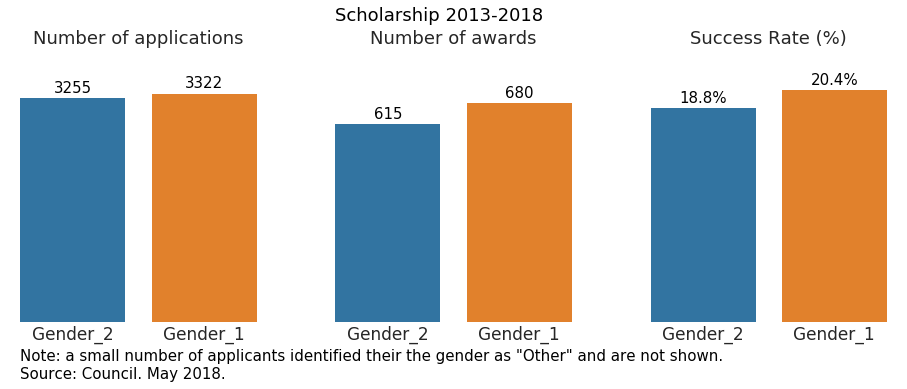 Scholarship 2013-2018
Number of applications
Number of awards
Success Rate (%)
3255
3322
615
680
18.8%
20.4%
Gender_2
Gender_1
Gender_2
Gender_1
Gender_2
Gender_1
Note: a small number of applicants identified their the gender as "Other" and are not shown.
Source: Council. May 2018.